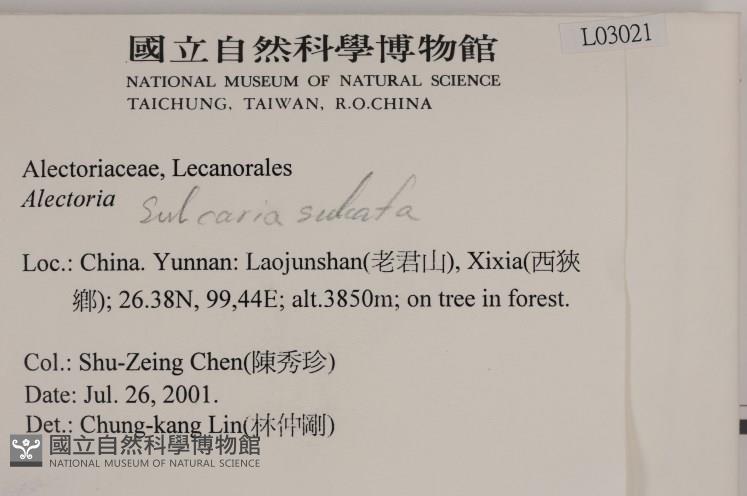 國立自然科學博物館
L03021
NATIONAL MUSEUM OF NATURAL SCIENCE
TAICHUNG, TAIWAN, R.O.CHINA
Alectoriaceae, Lecanorales
Alectoria Sulcaria sulcata
Loc.: China. Yunnan: Laojunshan(老君山), Xixia(西狹
鄉); 26.38N, 99,44E; alt.3850m; on tree in forest.
Col.: Shu-Zeing Chen(陳秀珍)
Date: Jul. 26, 2001.
Det.: Chung-kang Lin(林仲剛)
國立自然科學博物館
NATIONAL MUSEUM OF NATURAL SCIENCE